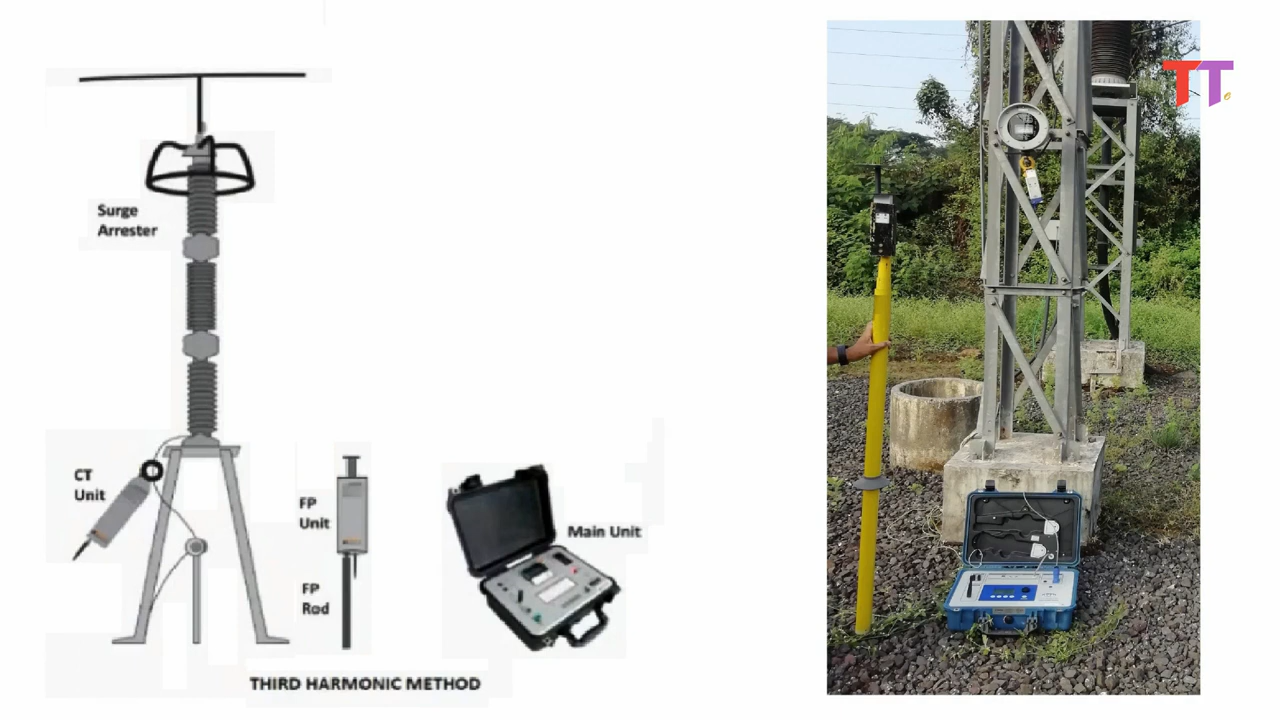 TT.
Surge
Arrester
CT
Unit
FP
Unit
FP
Rod
Main Unit
THIRD HARMONIC METHOD